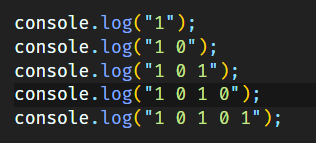 console.log("1");
console.log("1 0");
console.log("1 0 1");
console.log("1 0 1 0");
console.log("1 0 1 0 1");